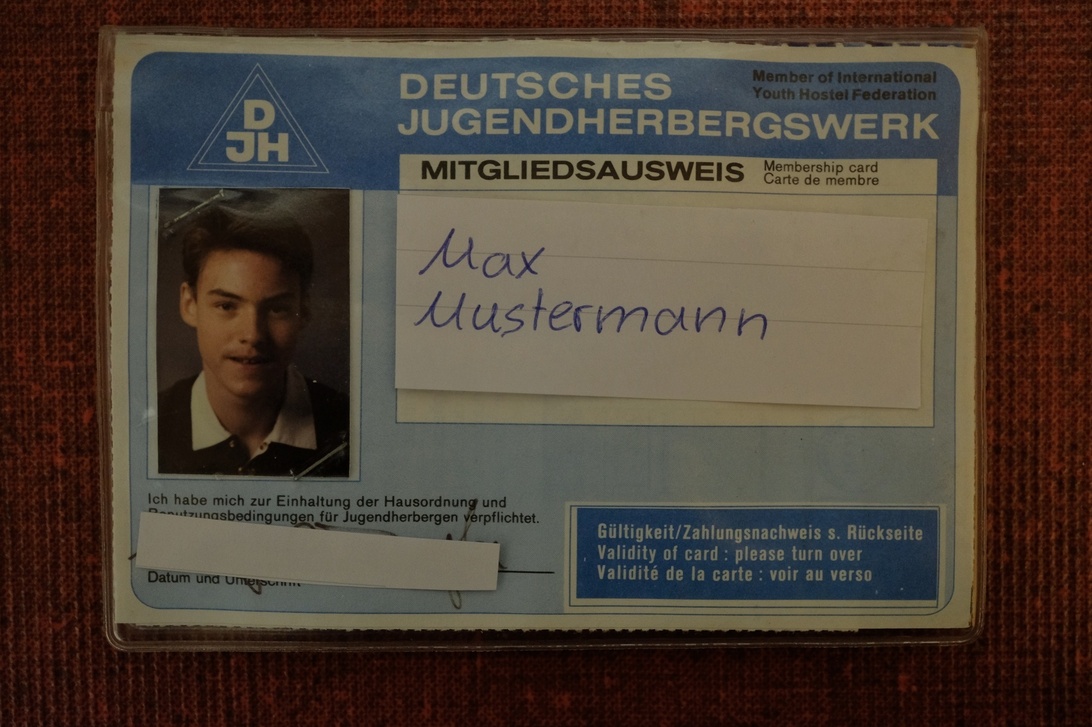 D
JH
DEUTSCHES
JUGENDHERBERGSWERK
Member of International
Youth Hostel Federation
MITGLIEDSAUSWEIS
Membership card
Carte de membre
Max
Mustermann
Ich habe mich zur Einhaltung der Hausordnung und
Benutzungsbedingungen für Jugendherbergen verpflichtet.
Datum und Unterschrift
Gültigkeit/Zahlungsnachweis s. Rückseite
Validity of card : please turn over
Validité de la carte : voir au verso